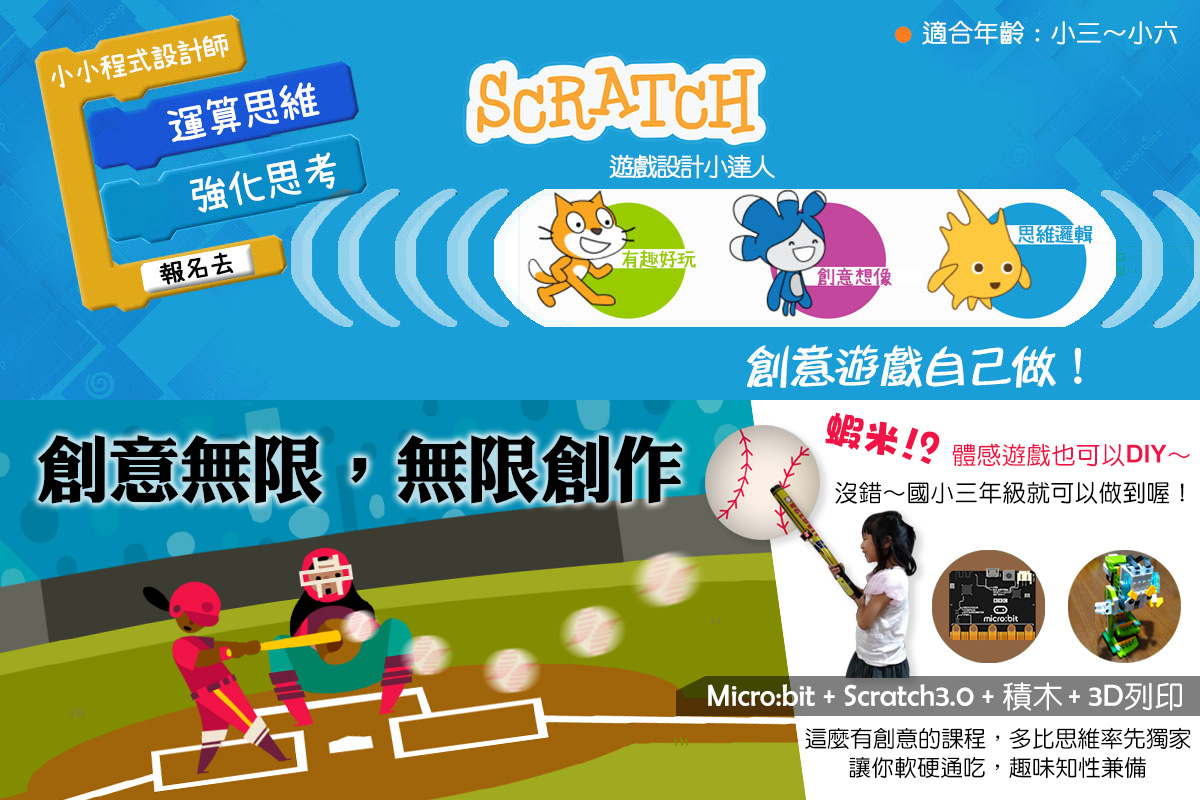 小小程式設計師
運算思維
強化思考
報名去
適合年齡：小三～小六
SCRATCH
遊戲設計小達人
有趣好玩
創意想像
思維邏輯
創意遊戲自己做！
創意無限，無限創作
蝦米!?
體感遊戲也可以DIY～
沒錯～國小三年級就可以做到喔！
BBC
micro:bit
Micro:bit + Scratch3.0 + 積木 + 3D列印
這麼有創意的課程，多比思維率先獨家
讓你軟硬通吃，趣味知性兼備